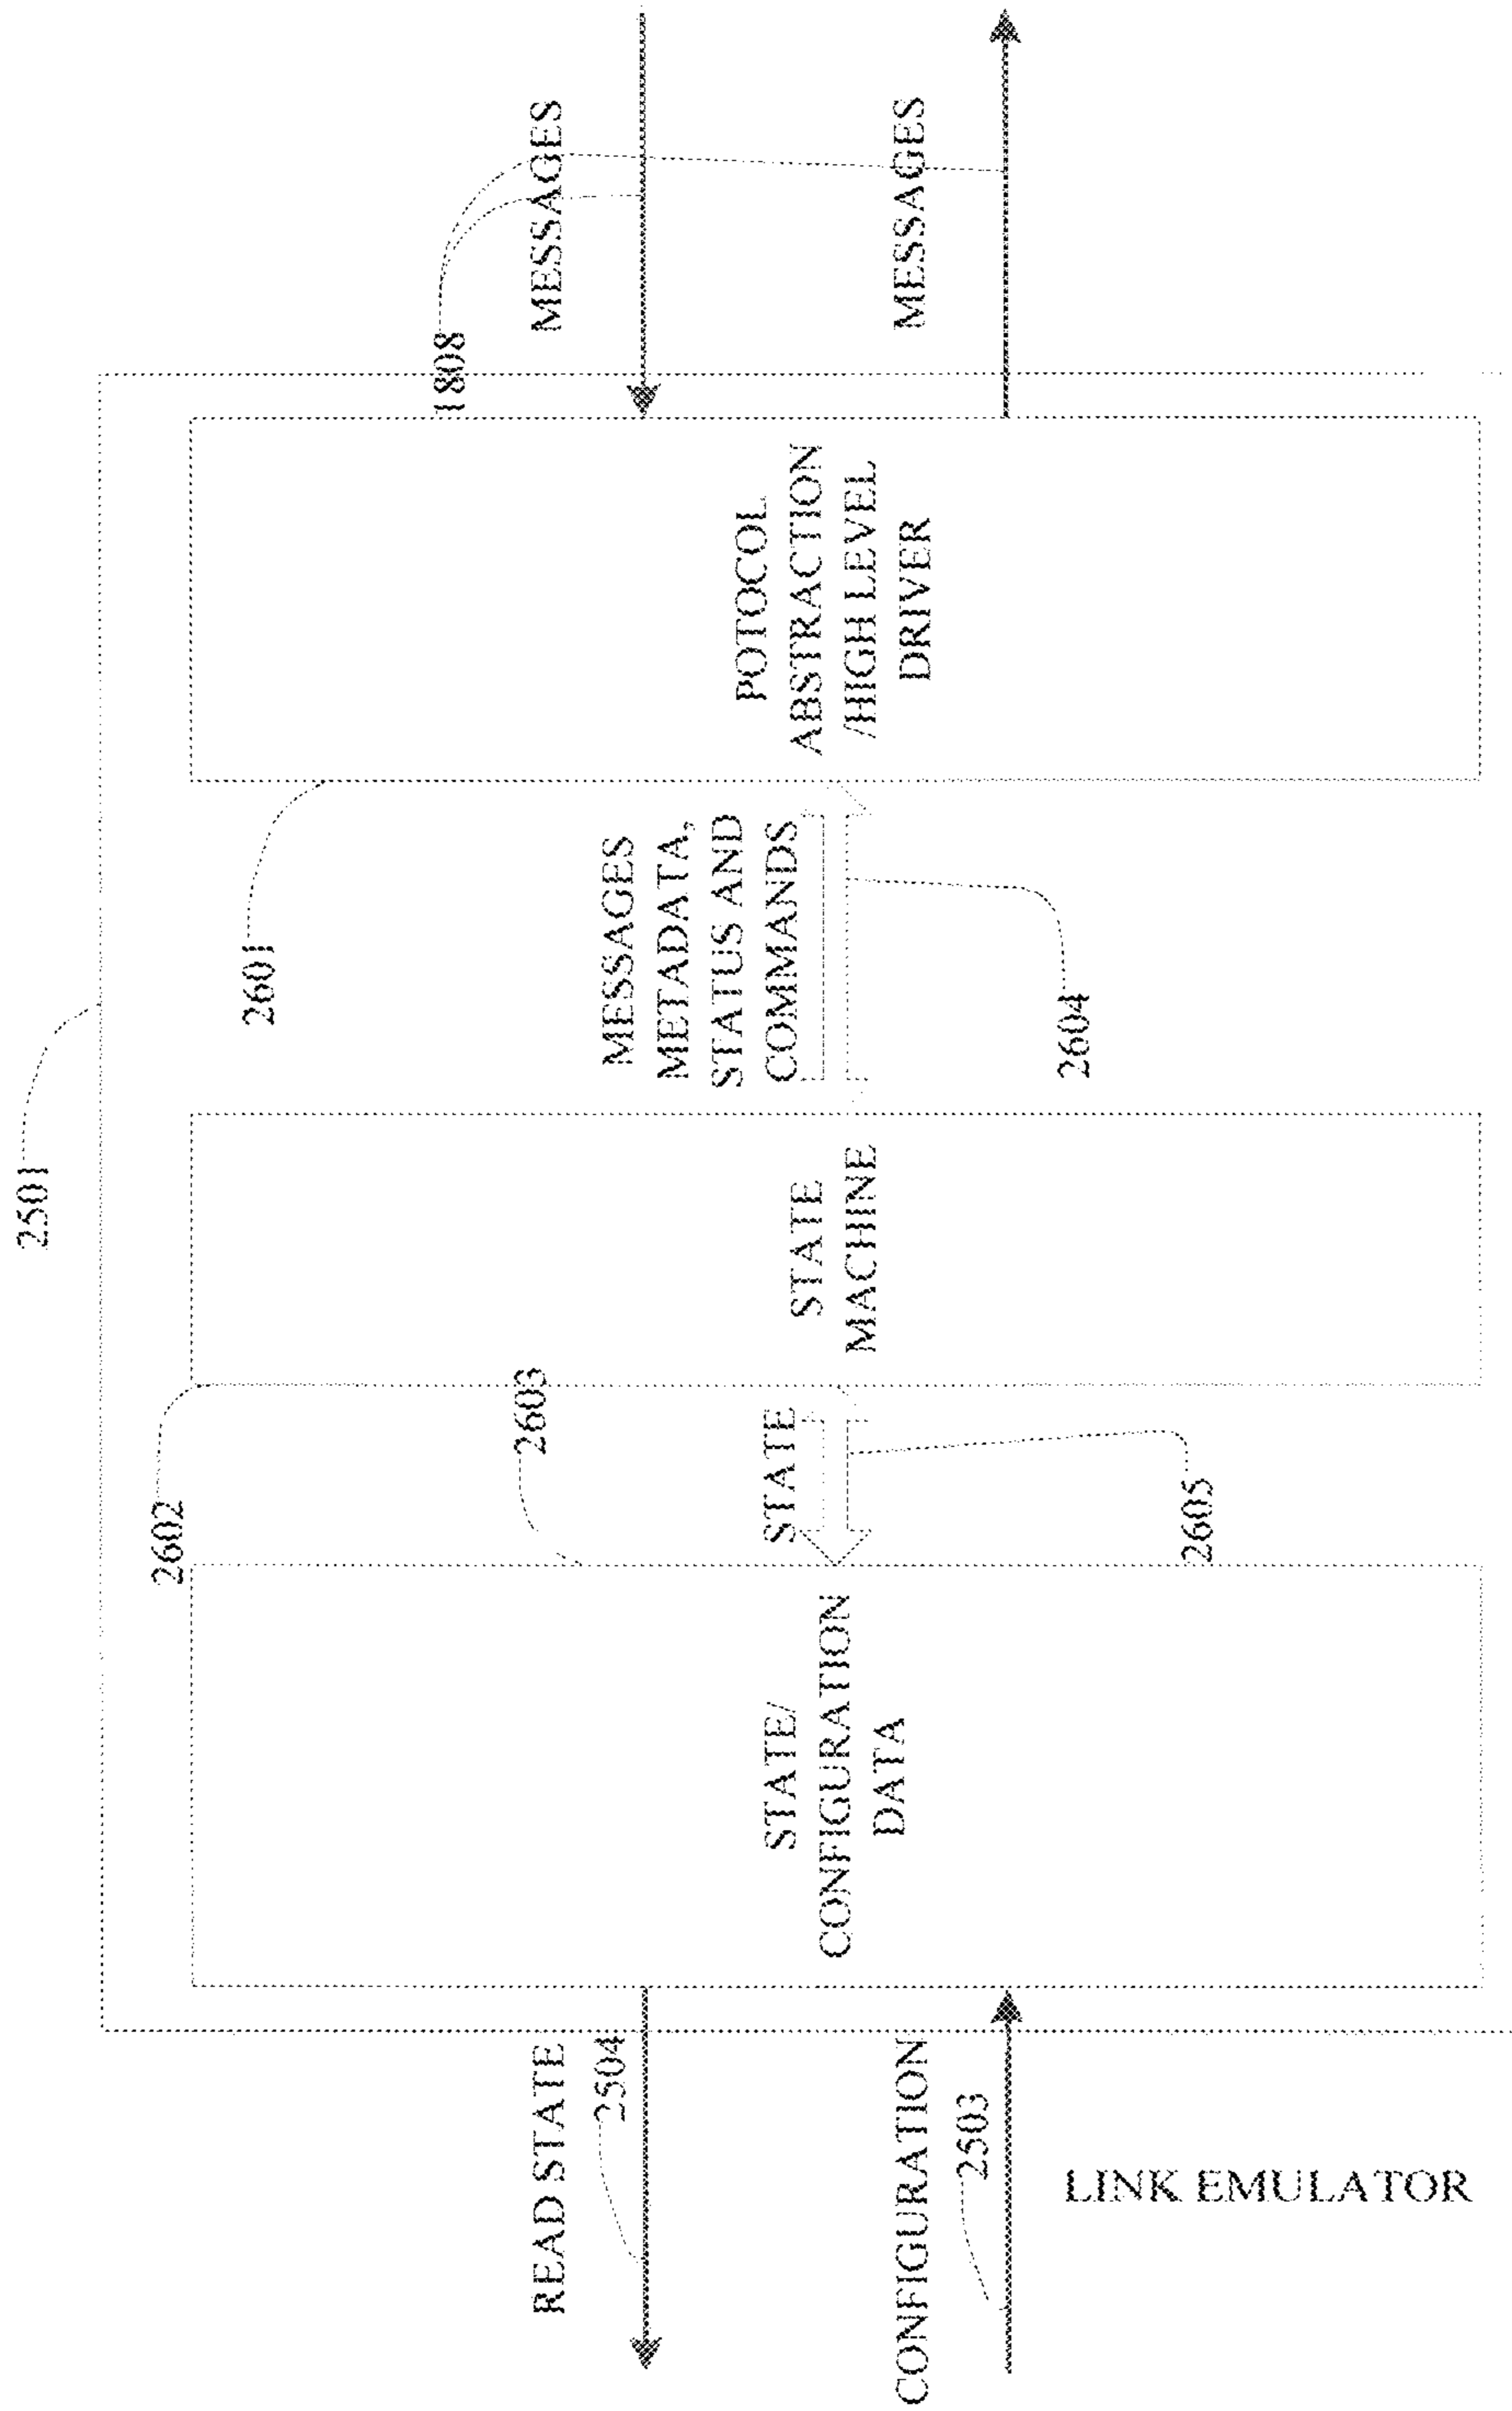 2501
1808
MESSAGES
MESSAGES
2601
POTOCOL
ABSTRACTION
/HIGH LEVEL
DRIVER
MESSAGES
METADATA,
STATUS AND
COMMANDS
2604
STATE
MACHINE
2602
2603
STATE
2605
STATE/
CONFIGURATION
DATA
READ STATE
2504
CONFIGURATION
2503
LINK EMULATOR